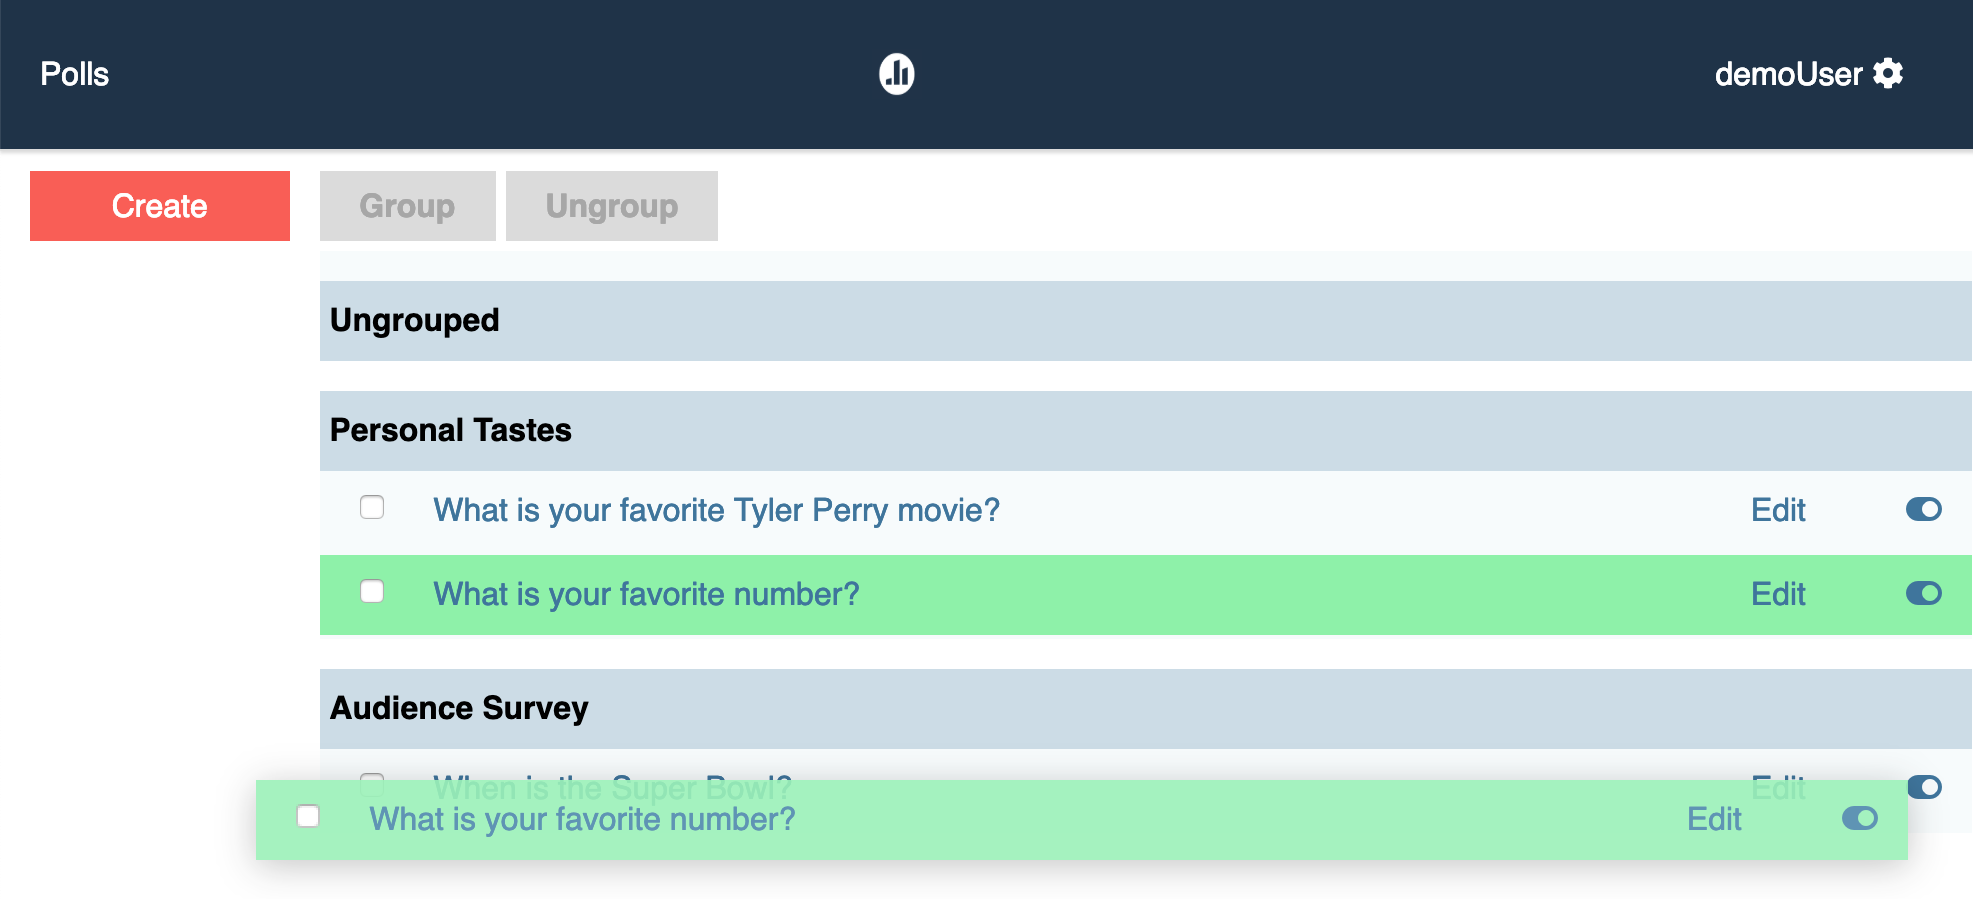 Polls
demoUser
Create
Group
Ungroup
Ungrouped
Personal Tastes
What is your favorite Tyler Perry movie? Edit
What is your favorite number? Edit
Audience Survey
When is the Super Bowl? Edit
What is your favorite number? Edit